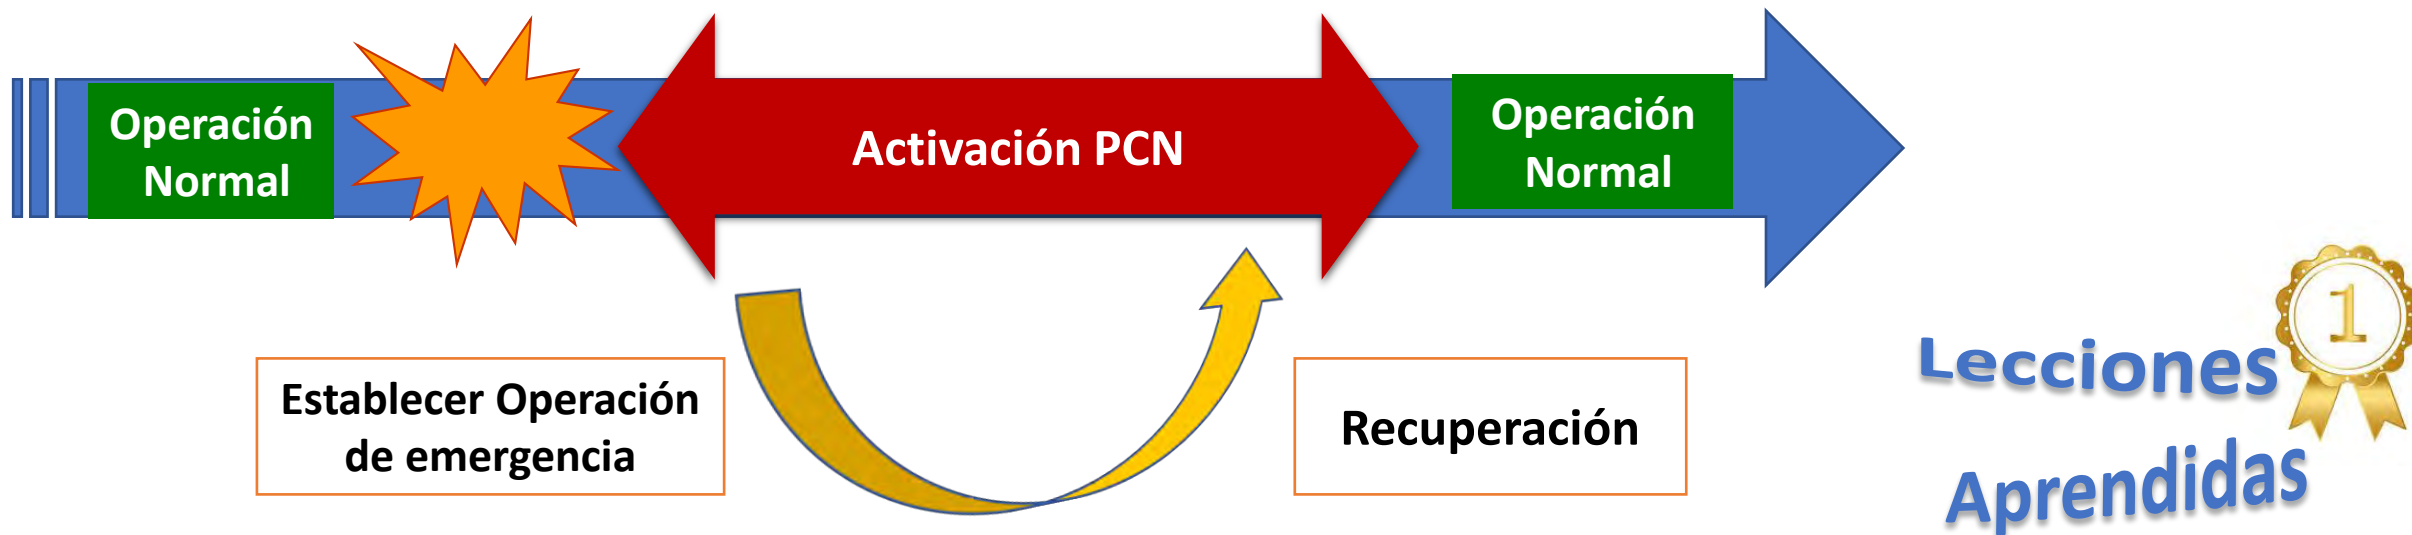 Operación
Normal
Activación PCN
Operación
Normal
Establecer Operación
de emergencia
Recuperación
1
Lecciones
Aprendidas